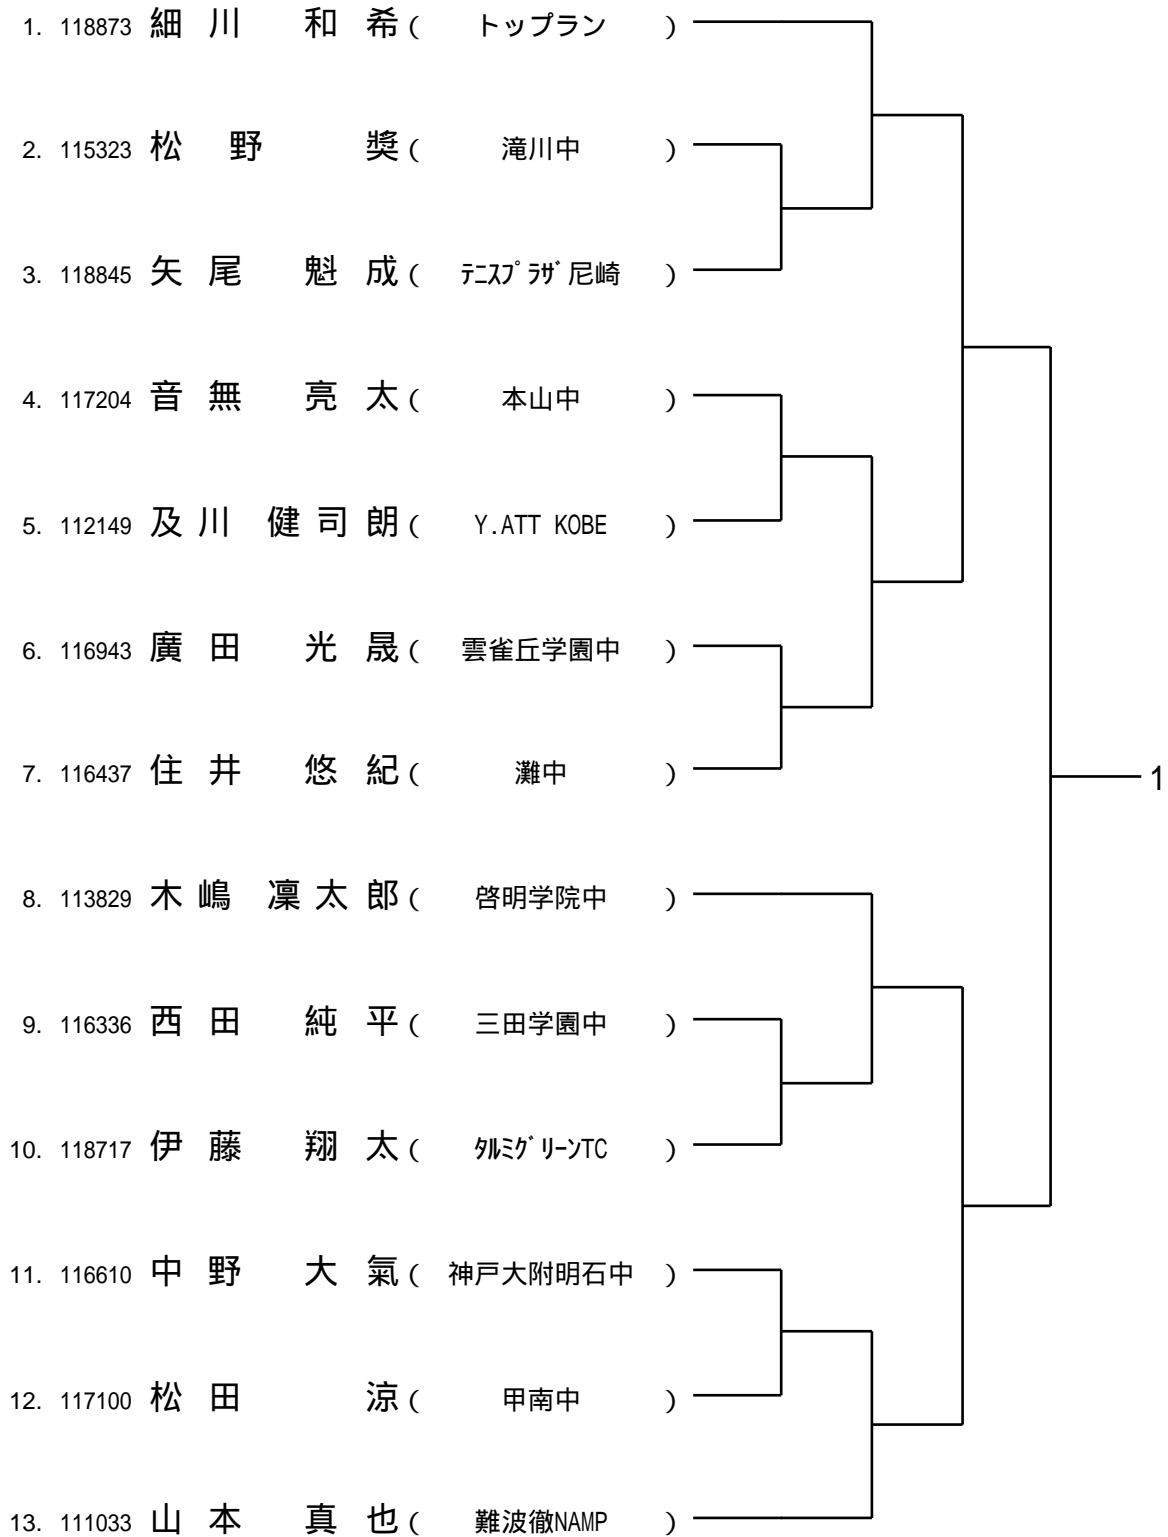 1. 118873 細川 和希 ( トップラン )
2. 115323 松野 奬 ( 滝川中 )
3. 118845 矢尾 魁成 ( ﾃﾆｽﾌﾟﾗｻﾞ尼崎 )
4. 117204 音無 亮太 ( 本山中 )
5. 112149 及川 健司朗 ( Y.ATT KOBE )
6. 116943 廣田 光晟 ( 雲雀丘学園中 )
7. 116437 住井 悠紀 ( 灘中 )
1
8. 113829 木嶋 凜太郎 ( 啓明学院中 )
9. 116336 西田 純平 ( 三田学園中 )
10. 118717 伊藤 翔太 ( ﾀﾙﾐｸﾞﾘｰﾝTC )
11. 116610 中野 大氣 ( 神戸大附明石中 )
12. 117100 松田 涼 ( 甲南中 )
13. 111033 山本 真也 ( 難波徹NAMP )